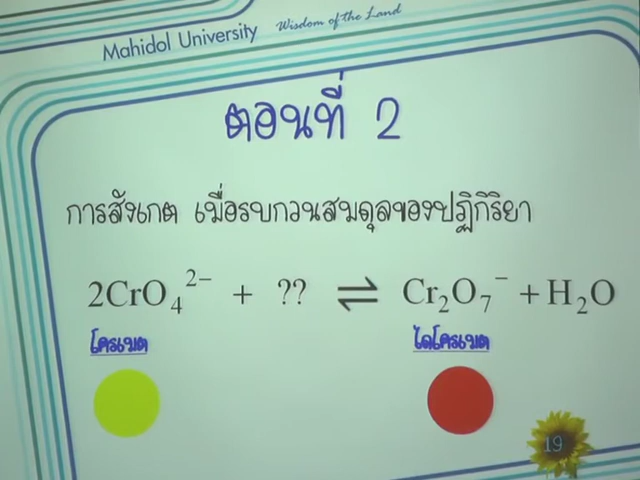 Mahidol University Wisdom of the Land
ตอนที่ 2
การสังเกต เมื่อรบกวนสมดุลของปฏิกิริยา
2CrO₄²⁻ + ?? ⇌ Cr₂O₇⁻ + H₂O
โครเมต ไดโครเมต
19